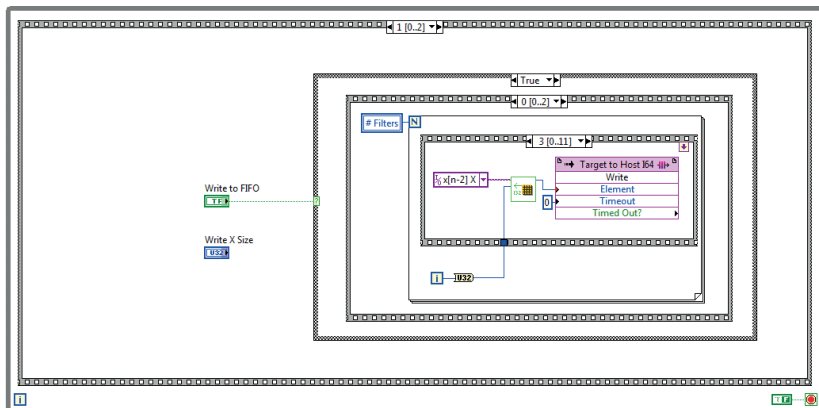 1 [0..2]
True
0 [0..2]
# Filters
N
3 [0..11]
Target to Host I64
x[n-2] X
Write
Element
0
Timeout
Timed Out?
Write to FIFO
TF
?
Write X Size
U32
i
U32
i
T F